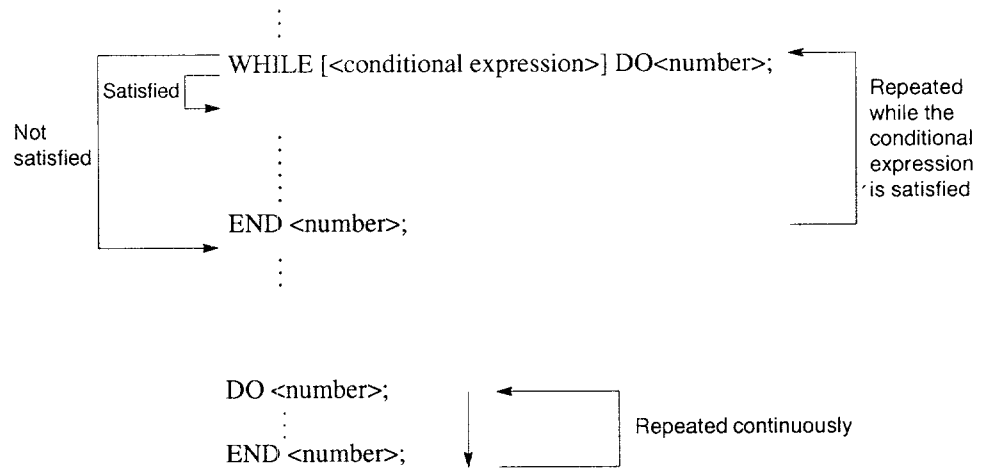 WHILE [<conditional expression>] DO<number>;
Satisfied
Not
satisfied
Repeated
while the
conditional
expression
is satisfied
END <number>;
DO <number>;
END <number>;
Repeated continuously